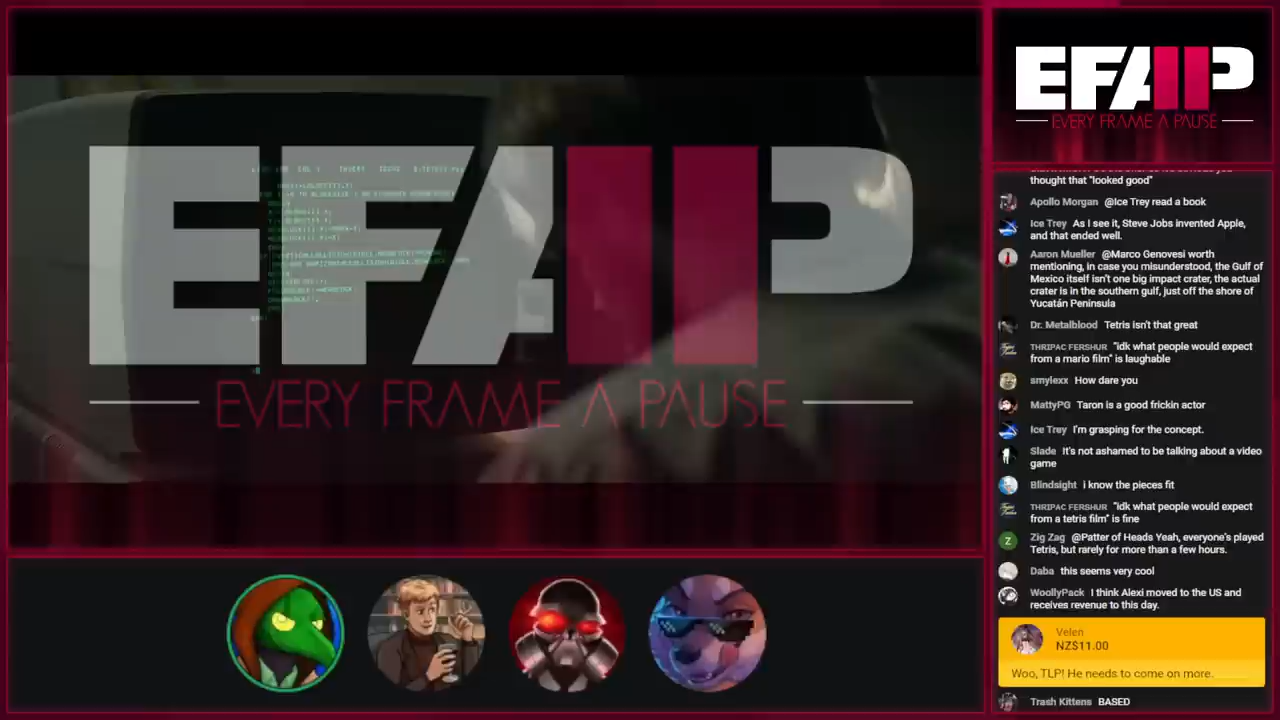 EFAP
EVERY FRAME A PAUSE
EFAP
EVERY FRAME A PAUSE
thought that "looked good"
Apollo Morgan @Ice Trey read a book
Ice Trey As I see it, Steve Jobs invented Apple,
and that ended well.
Aaron Mueller @Marco Genovesi worth
mentioning, in case you misunderstood, the Gulf of
Mexico itself isn't one big impact crater, the actual
crater is in the southern gulf, just off the shore of
Yucatán Peninsula
Dr. Metalblood Tetris isn't that great
THRIPAC FERSHUR "idk what people would expect
from a mario film" is laughable
smylexx How dare you
MattyPG Taron is a good frickin actor
Ice Trey I'm grasping for the concept.
Slade It's not ashamed to be talking about a video
game
Blindsight i know the pieces fit
THRIPAC FERSHUR "idk what people would expect
from a tetris film" is fine
Z
Zig Zag @Patter of Heads Yeah, everyone's played
Tetris, but rarely for more than a few hours.
Daba this seems very cool
WoollyPack I think Alexi moved to the US and
receives revenue to this day.
Velen
NZ$11.00
Woo, TLP! He needs to come on more.
Trash Kittens BASED